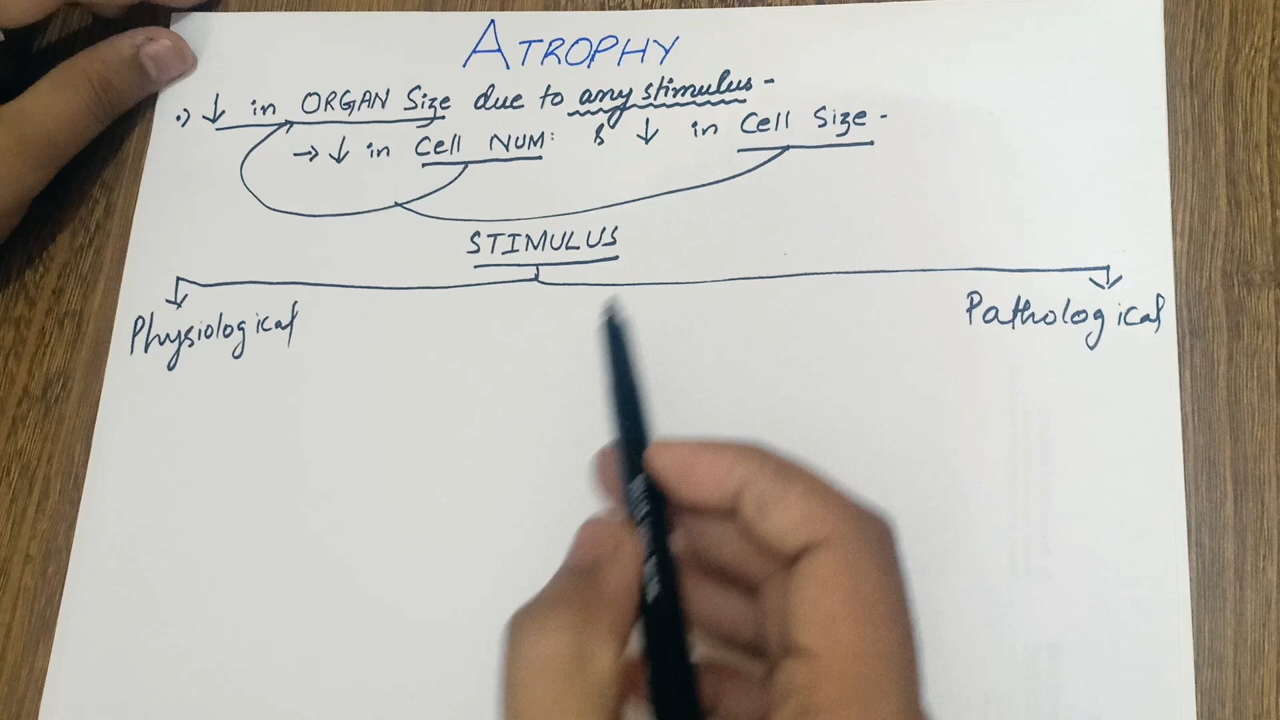 ATROPHY
·) ↓ in ORGAN Size due to any stimulus -
→ ↓ in Cell NUM: & ↓ in Cell Size -
STIMULUS
Physiological Pathological